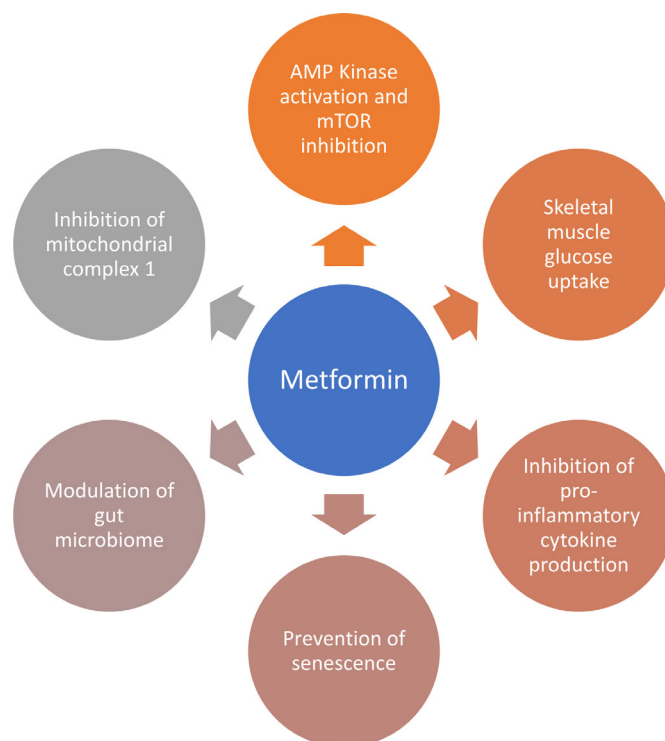 AMP Kinase
activation and
mTOR
inhibition
Inhibition of
mitochondrial
complex 1
Skeletal
muscle
glucose
uptake
Metformin
Modulation of
gut
microbiome
Inhibition of
pro-
inflammatory
cytokine
production
Prevention of
senescence